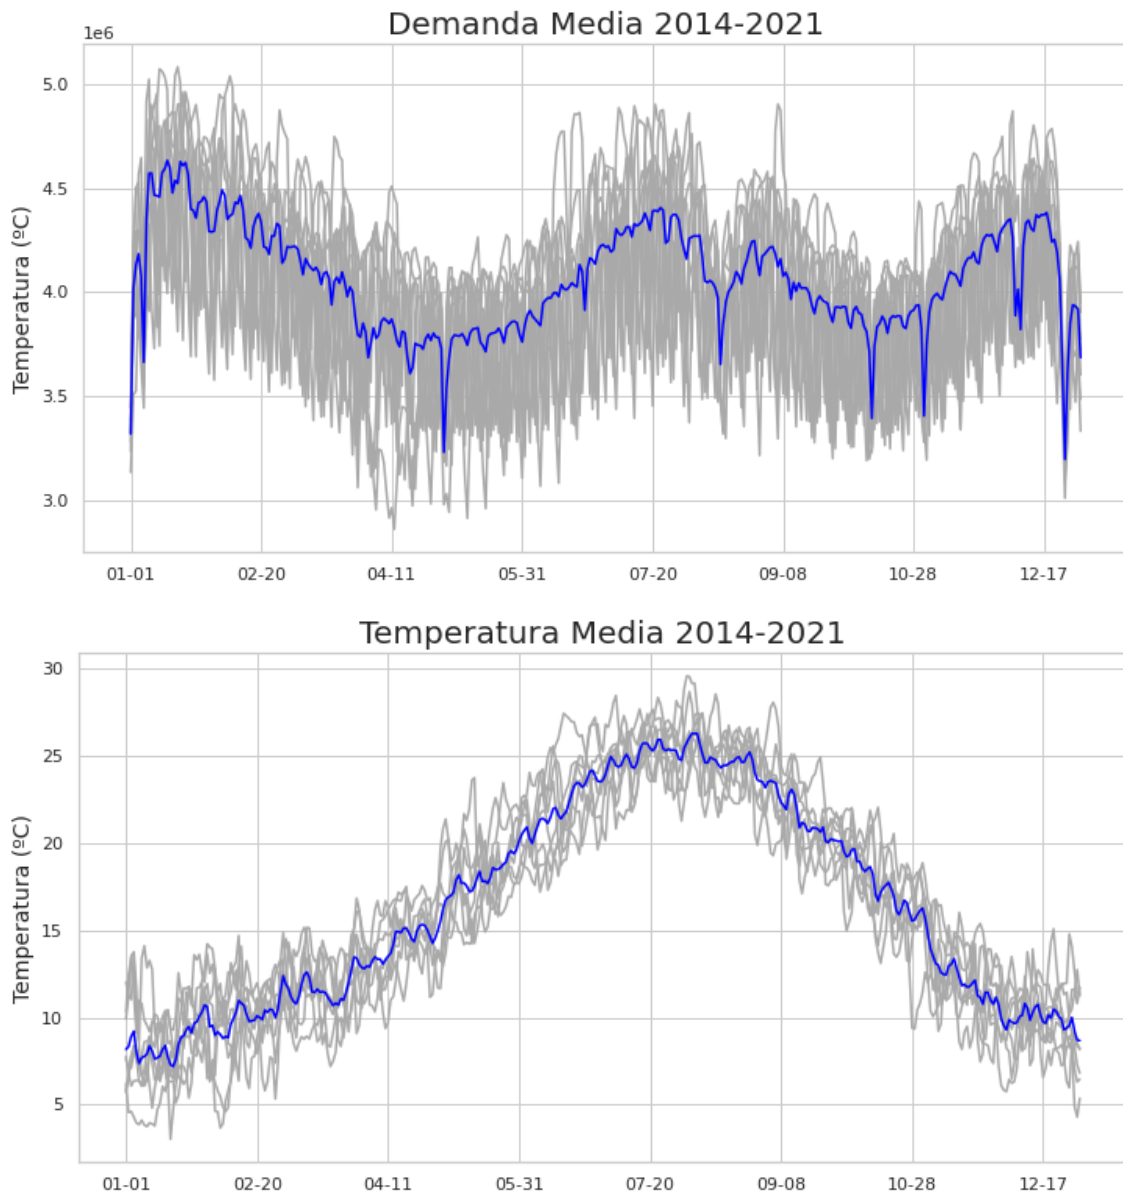 Demanda Media 2014-2021
1e6
5.0
4.5
4.0
3.5
3.0
Temperatura (ºC)
01-01 02-20 04-11 05-31 07-20 09-08 10-28 12-17
Temperatura Media 2014-2021
30
25
20
15
10
5
Temperatura (ºC)
01-01 02-20 04-11 05-31 07-20 09-08 10-28 12-17